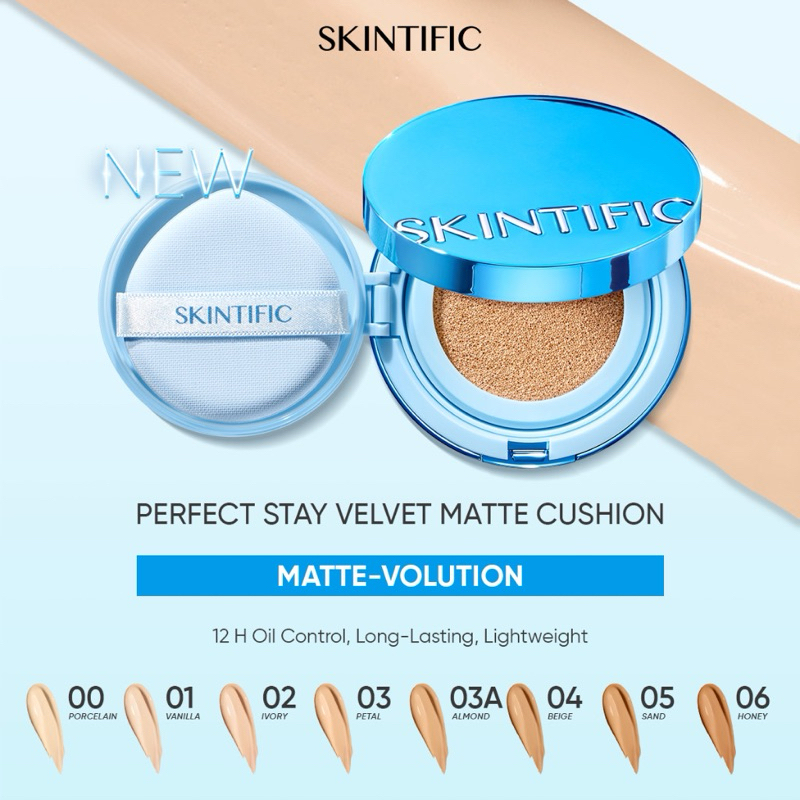 SKINTIFIC
NEW
SKINTIFIC
SKINTIFIC
PERFECT STAY VELVET MATTE CUSHION
MATTE-VOLUTION
12 H Oil Control, Long-Lasting, Lightweight
00 PORCELAIN
01 VANILLA
02 IVORY
03 PETAL
03A ALMOND
04 BEIGE
05 SAND
06 HONEY